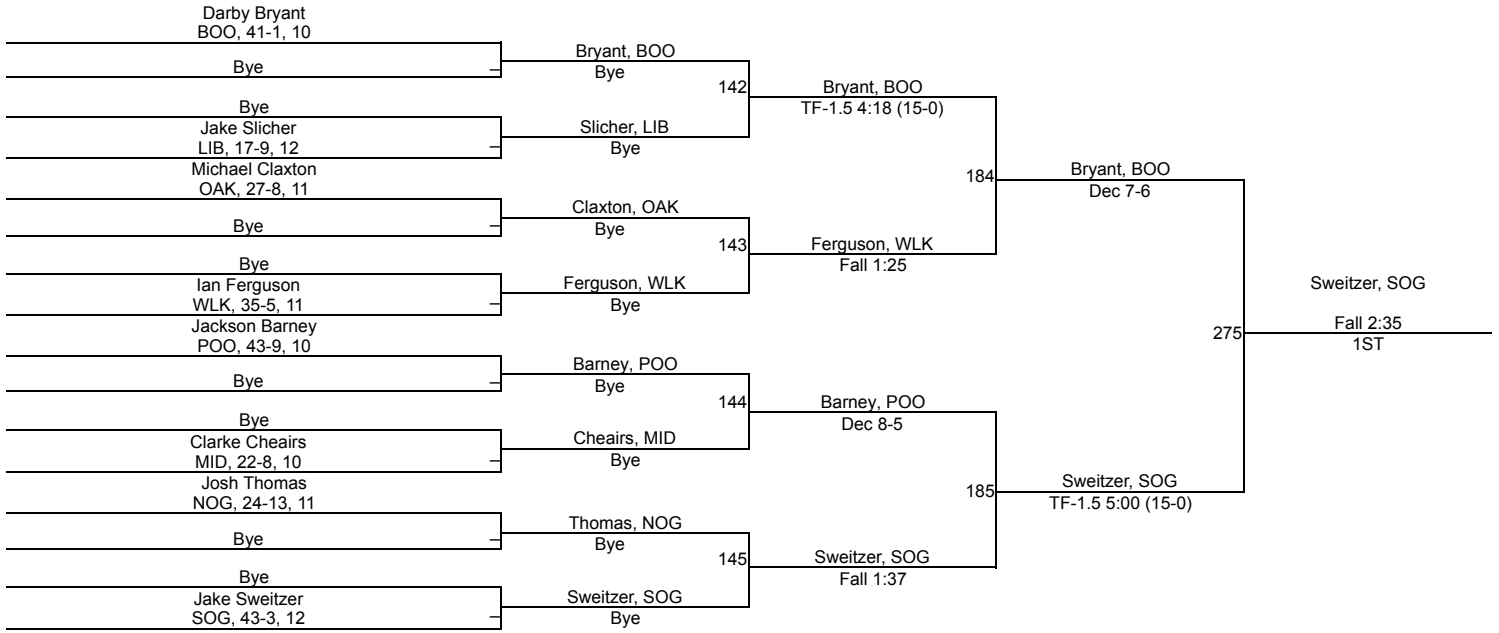 Darby Bryant
BOO, 41-1, 10
Bye
Bye
Jake Slicher
LIB, 17-9, 12
Michael Claxton
OAK, 27-8, 11
Bye
Bye
Ian Ferguson
WLK, 35-5, 11
Jackson Barney
POO, 43-9, 10
Bye
Bye
Clarke Cheairs
MID, 22-8, 10
Josh Thomas
NOG, 24-13, 11
Bye
Bye
Jake Sweitzer
SOG, 43-3, 12
Bryant, BOO
Bye
142
Slicher, LIB
Bye
Claxton, OAK
Bye
143
Ferguson, WLK
Bye
Barney, POO
Bye
144
Cheairs, MID
Bye
Thomas, NOG
Bye
145
Sweitzer, SOG
Bye
Bryant, BOO
TF-1.5 4:18 (15-0)
184
Ferguson, WLK
Fall 1:25
Barney, POO
Dec 8-5
185
Sweitzer, SOG
Fall 1:37
Bryant, BOO
Dec 7-6
275
Sweitzer, SOG
TF-1.5 5:00 (15-0)
Sweitzer, SOG
Fall 2:35
1ST